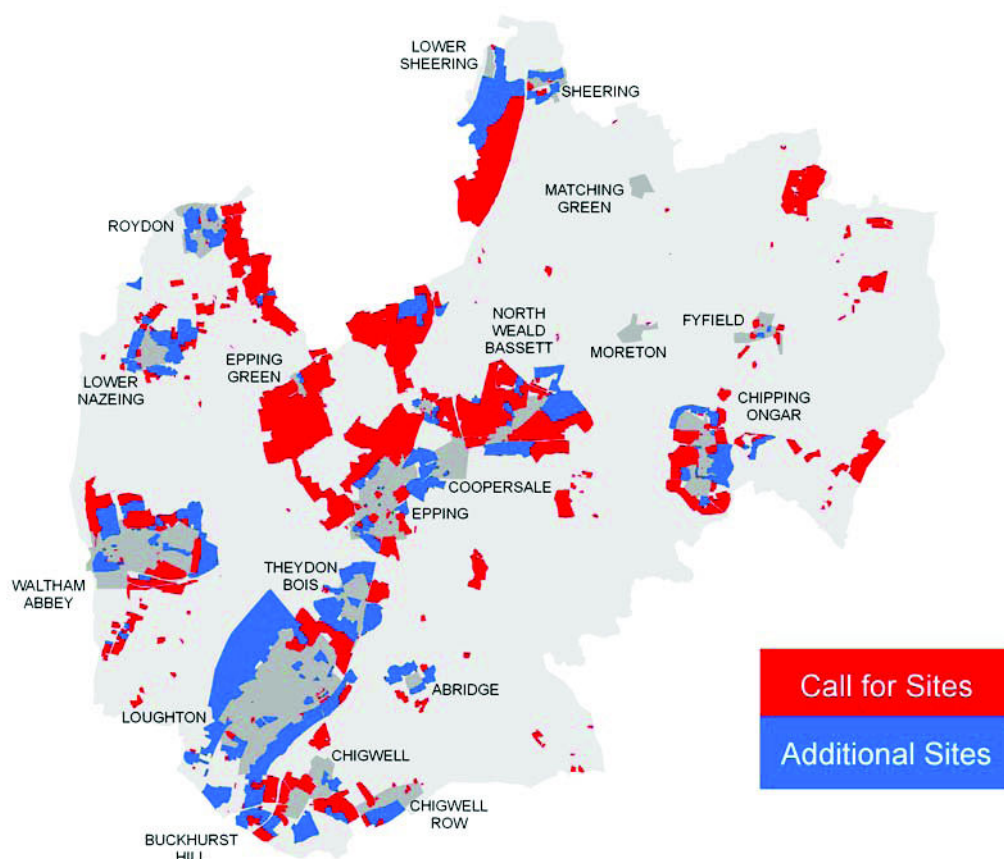 LOWER
SHEERING
SHEERING
MATCHING
GREEN
ROYDON
NORTH
WEALD
BASSETT
FYFIELD
MORETON
EPPING
GREEN
LOWER
NAZEING
CHIPPING
ONGAR
COOPERSALE
EPPING
THEYDON
BOIS
WALTHAM
ABBEY
ABRIDGE
LOUGHTON
CHIGWELL
CHIGWELL
ROW
BUCKHURST
HILL
Call for Sites
Additional Sites